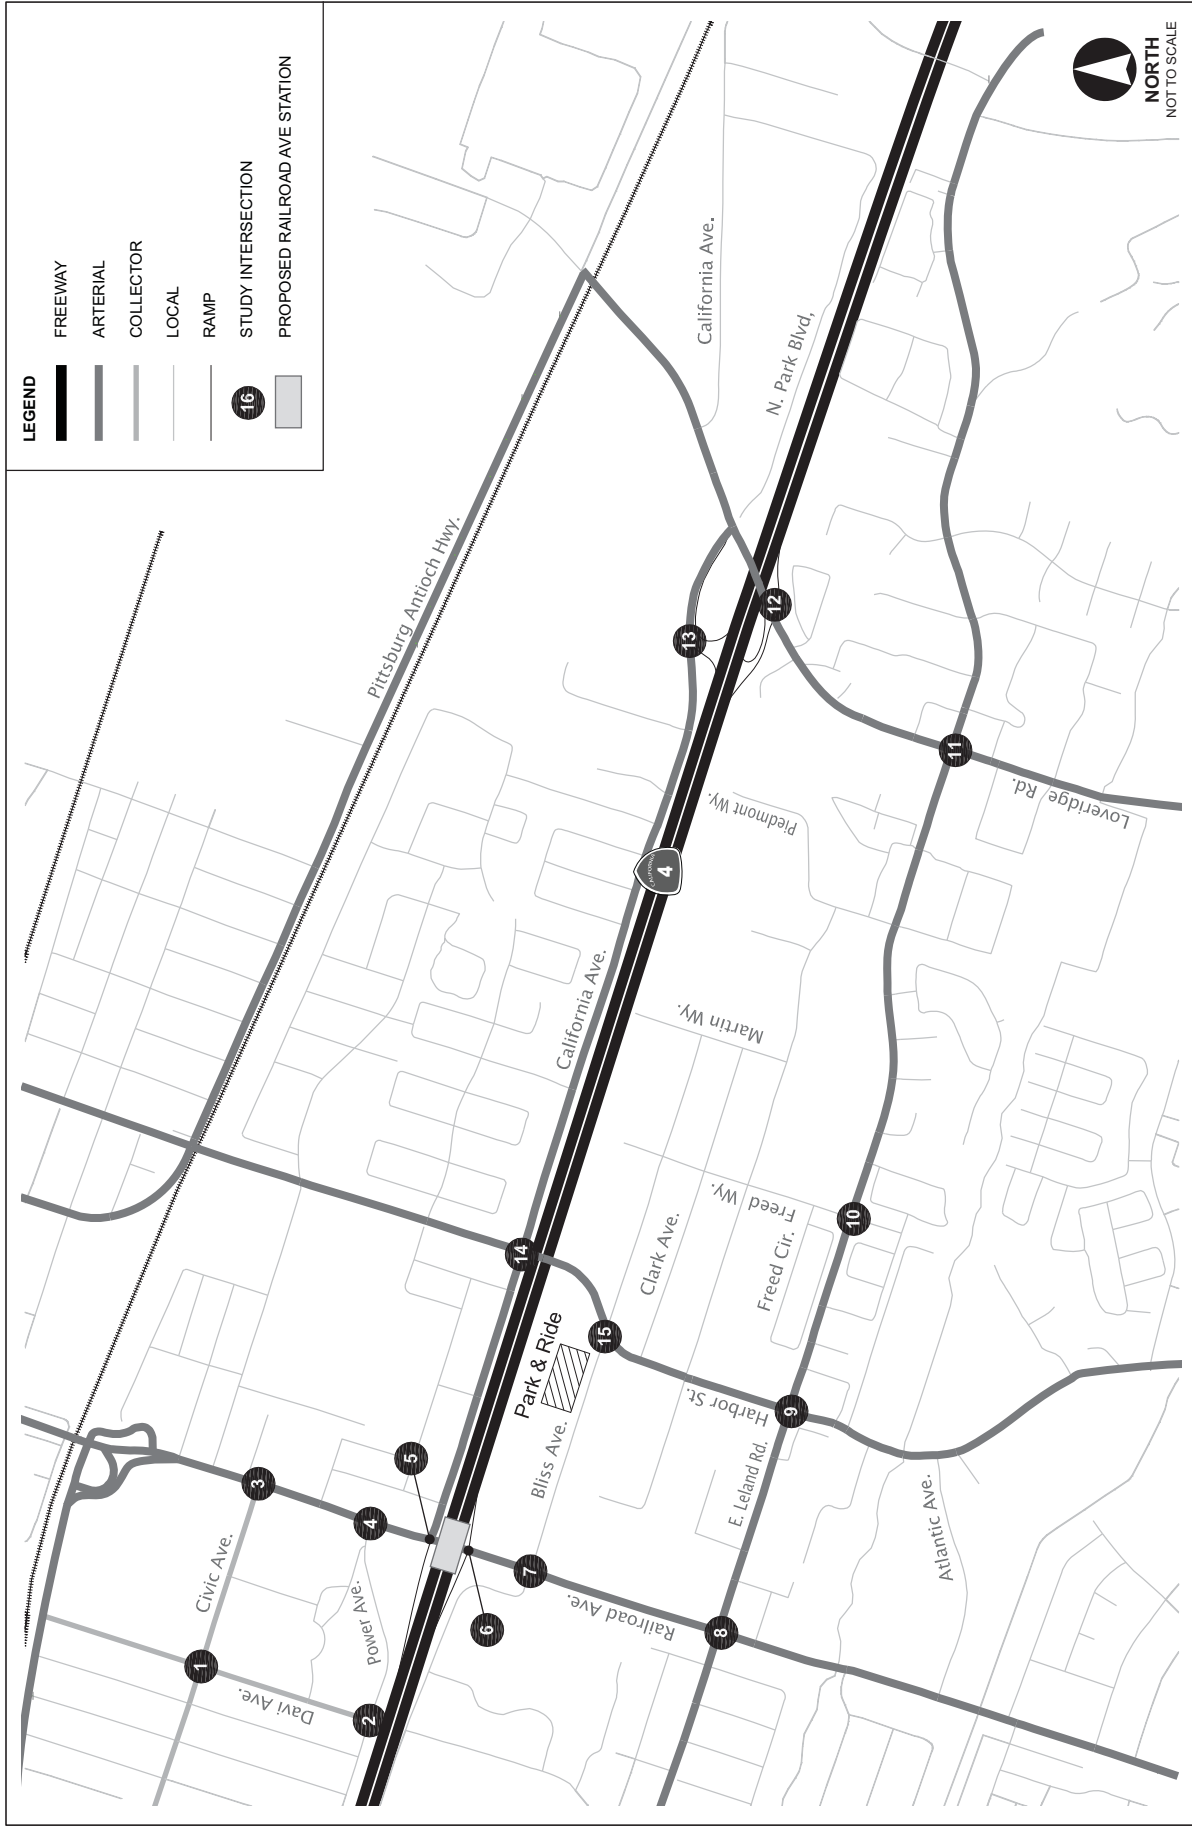 LEGEND
FREEWAY
ARTERIAL
COLLECTOR
LOCAL
RAMP
16
STUDY INTERSECTION
PROPOSED RAILROAD AVE STATION
NORTH
NOT TO SCALE
Pittsburg Antioch Hwy.
California Ave.
N. Park Blvd,
13
12
11
Loveridge Rd.
Piedmont Wy.
CALIFORNIA
4
California Ave.
Martin Wy.
Freed Wy.
Clark Ave.
Freed Cir.
10
14
15
Park & Ride
Harbor St.
9
Bliss Ave.
E. Leland Rd.
Atlantic Ave.
5
3
4
Civic Ave.
Power Ave.
6
7
Railroad Ave.
8
1
Davi Ave.
2